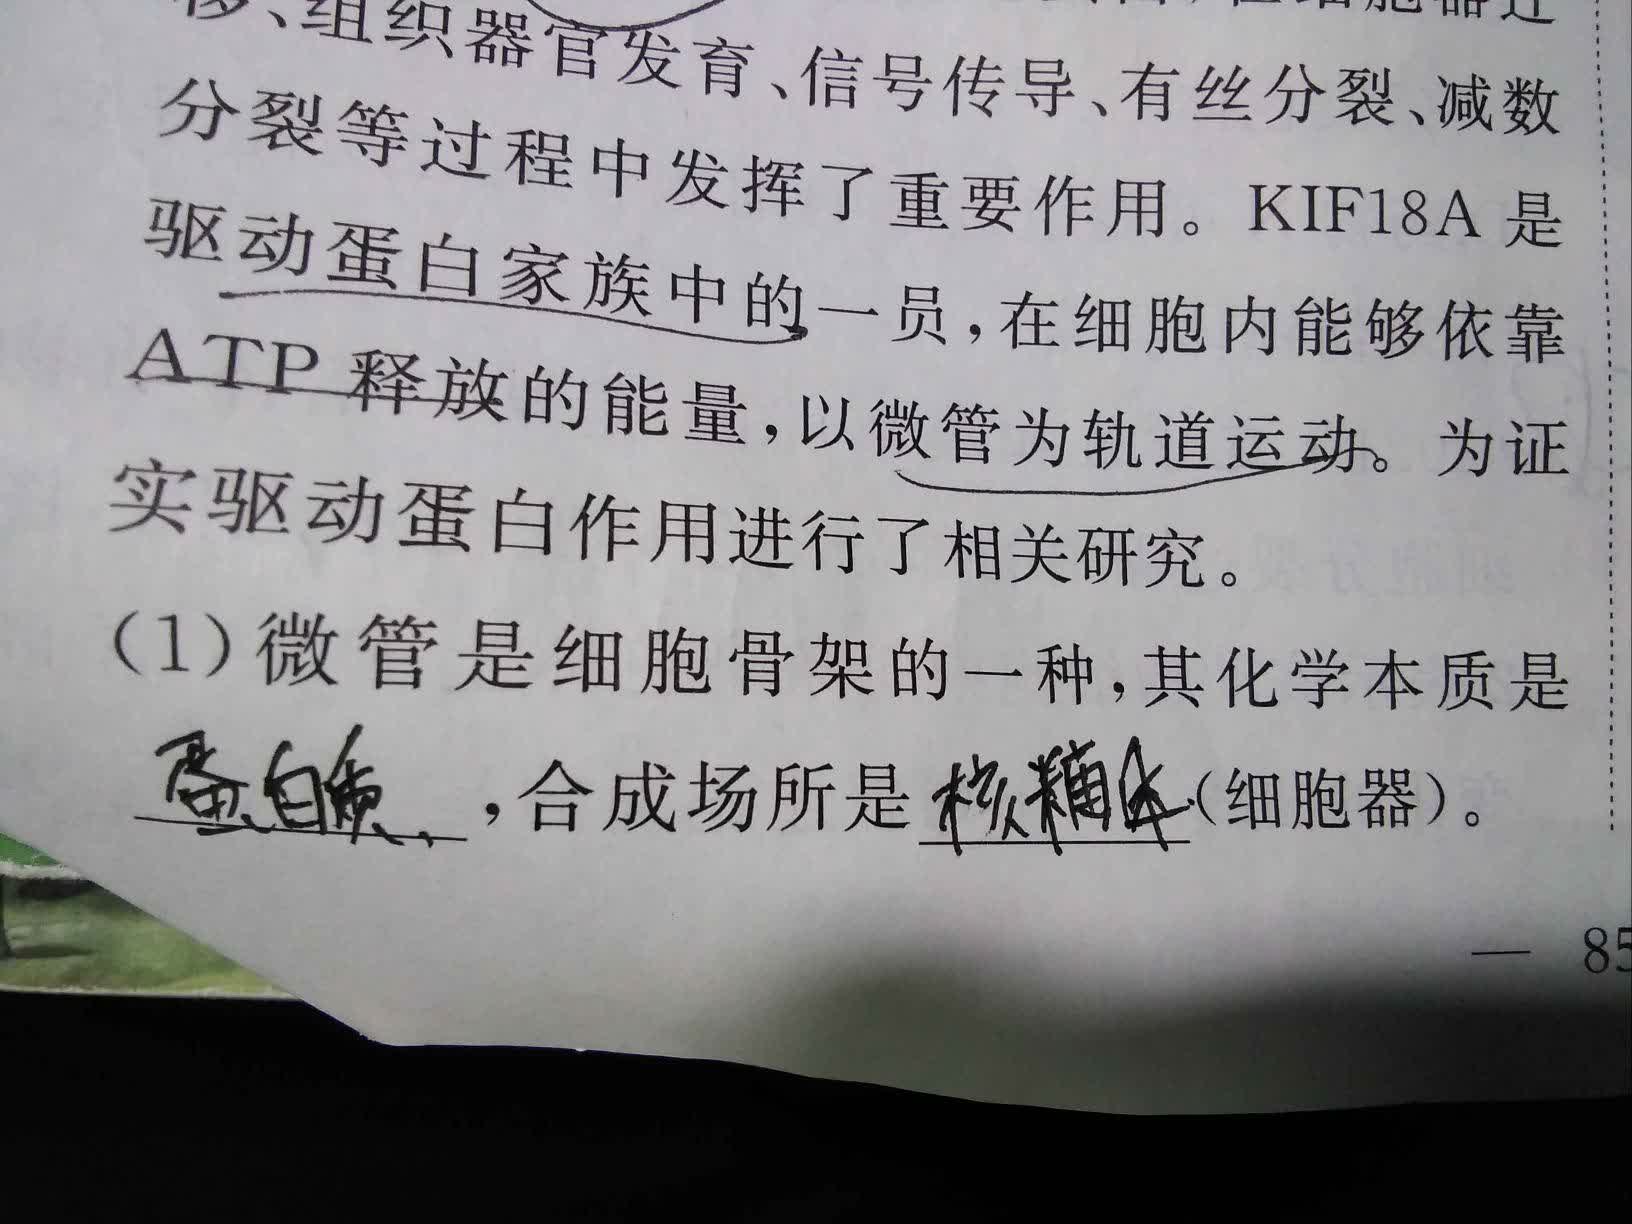 移、组织器官发育、信号传导、有丝分裂、减数
分裂等过程中发挥了重要作用。KIF18A 是
驱动蛋白家族中的一员,在细胞内能够依靠
ATP 释放的能量,以微管为轨道运动。为证
实驱动蛋白作用进行了相关研究。
(1)微管是细胞骨架的一种,其化学本质是
蛋白质,合成场所是核糖体(细胞器)。
— 85